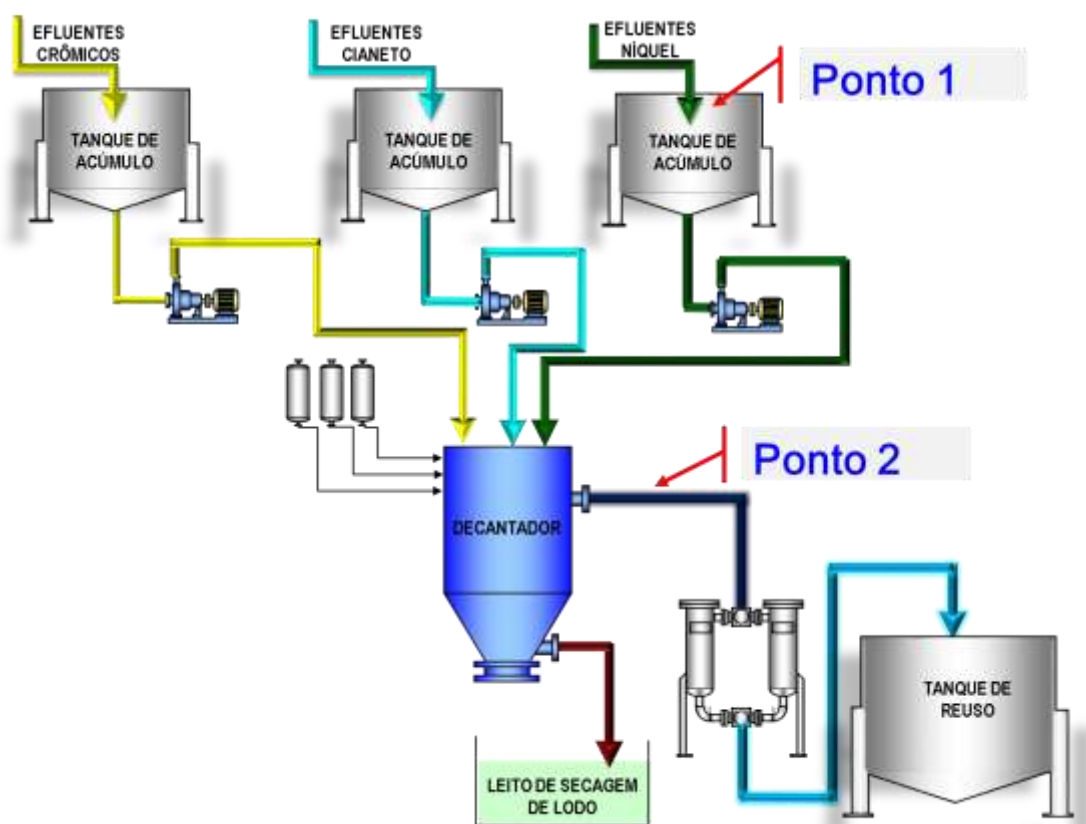 EFLUENTES
CRÔMICOS
EFLUENTES
CIANETO
EFLUENTES
NÍQUEL
Ponto 1
TANQUE DE
ACÚMULO
TANQUE DE
ACÚMULO
TANQUE DE
ACÚMULO
Ponto 2
DECANTADOR
TANQUE DE
REUSO
LEITO DE SECAGEM
DE LODO